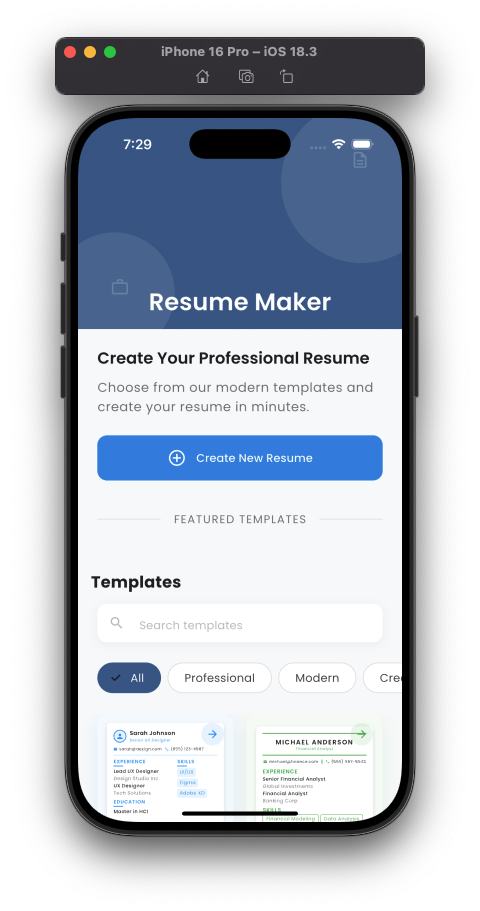 iPhone 16 Pro – iOS 18.3
7:29
Resume Maker
Create Your Professional Resume
Choose from our modern templates and
create your resume in minutes.
Create New Resume
FEATURED TEMPLATES
Templates
Search templates
All Professional Modern Crea
Sarah Johnson
Senior UX Designer
sarah@design.com (555) 123-4567
EXPERIENCE SKILLS
Lead UX Designer UI/UX
Design Studio Inc
UX Designer Figma
Tech Solutions Adobe XD
EDUCATION
Master in HCI
MICHAEL ANDERSON
Financial Analyst
| (555) 987-6543
EXPERIENCE
Senior Financial Analyst
Global Investments
Financial Analyst
Banking Corp
SKILLS
Financial Modeling Data Analysis